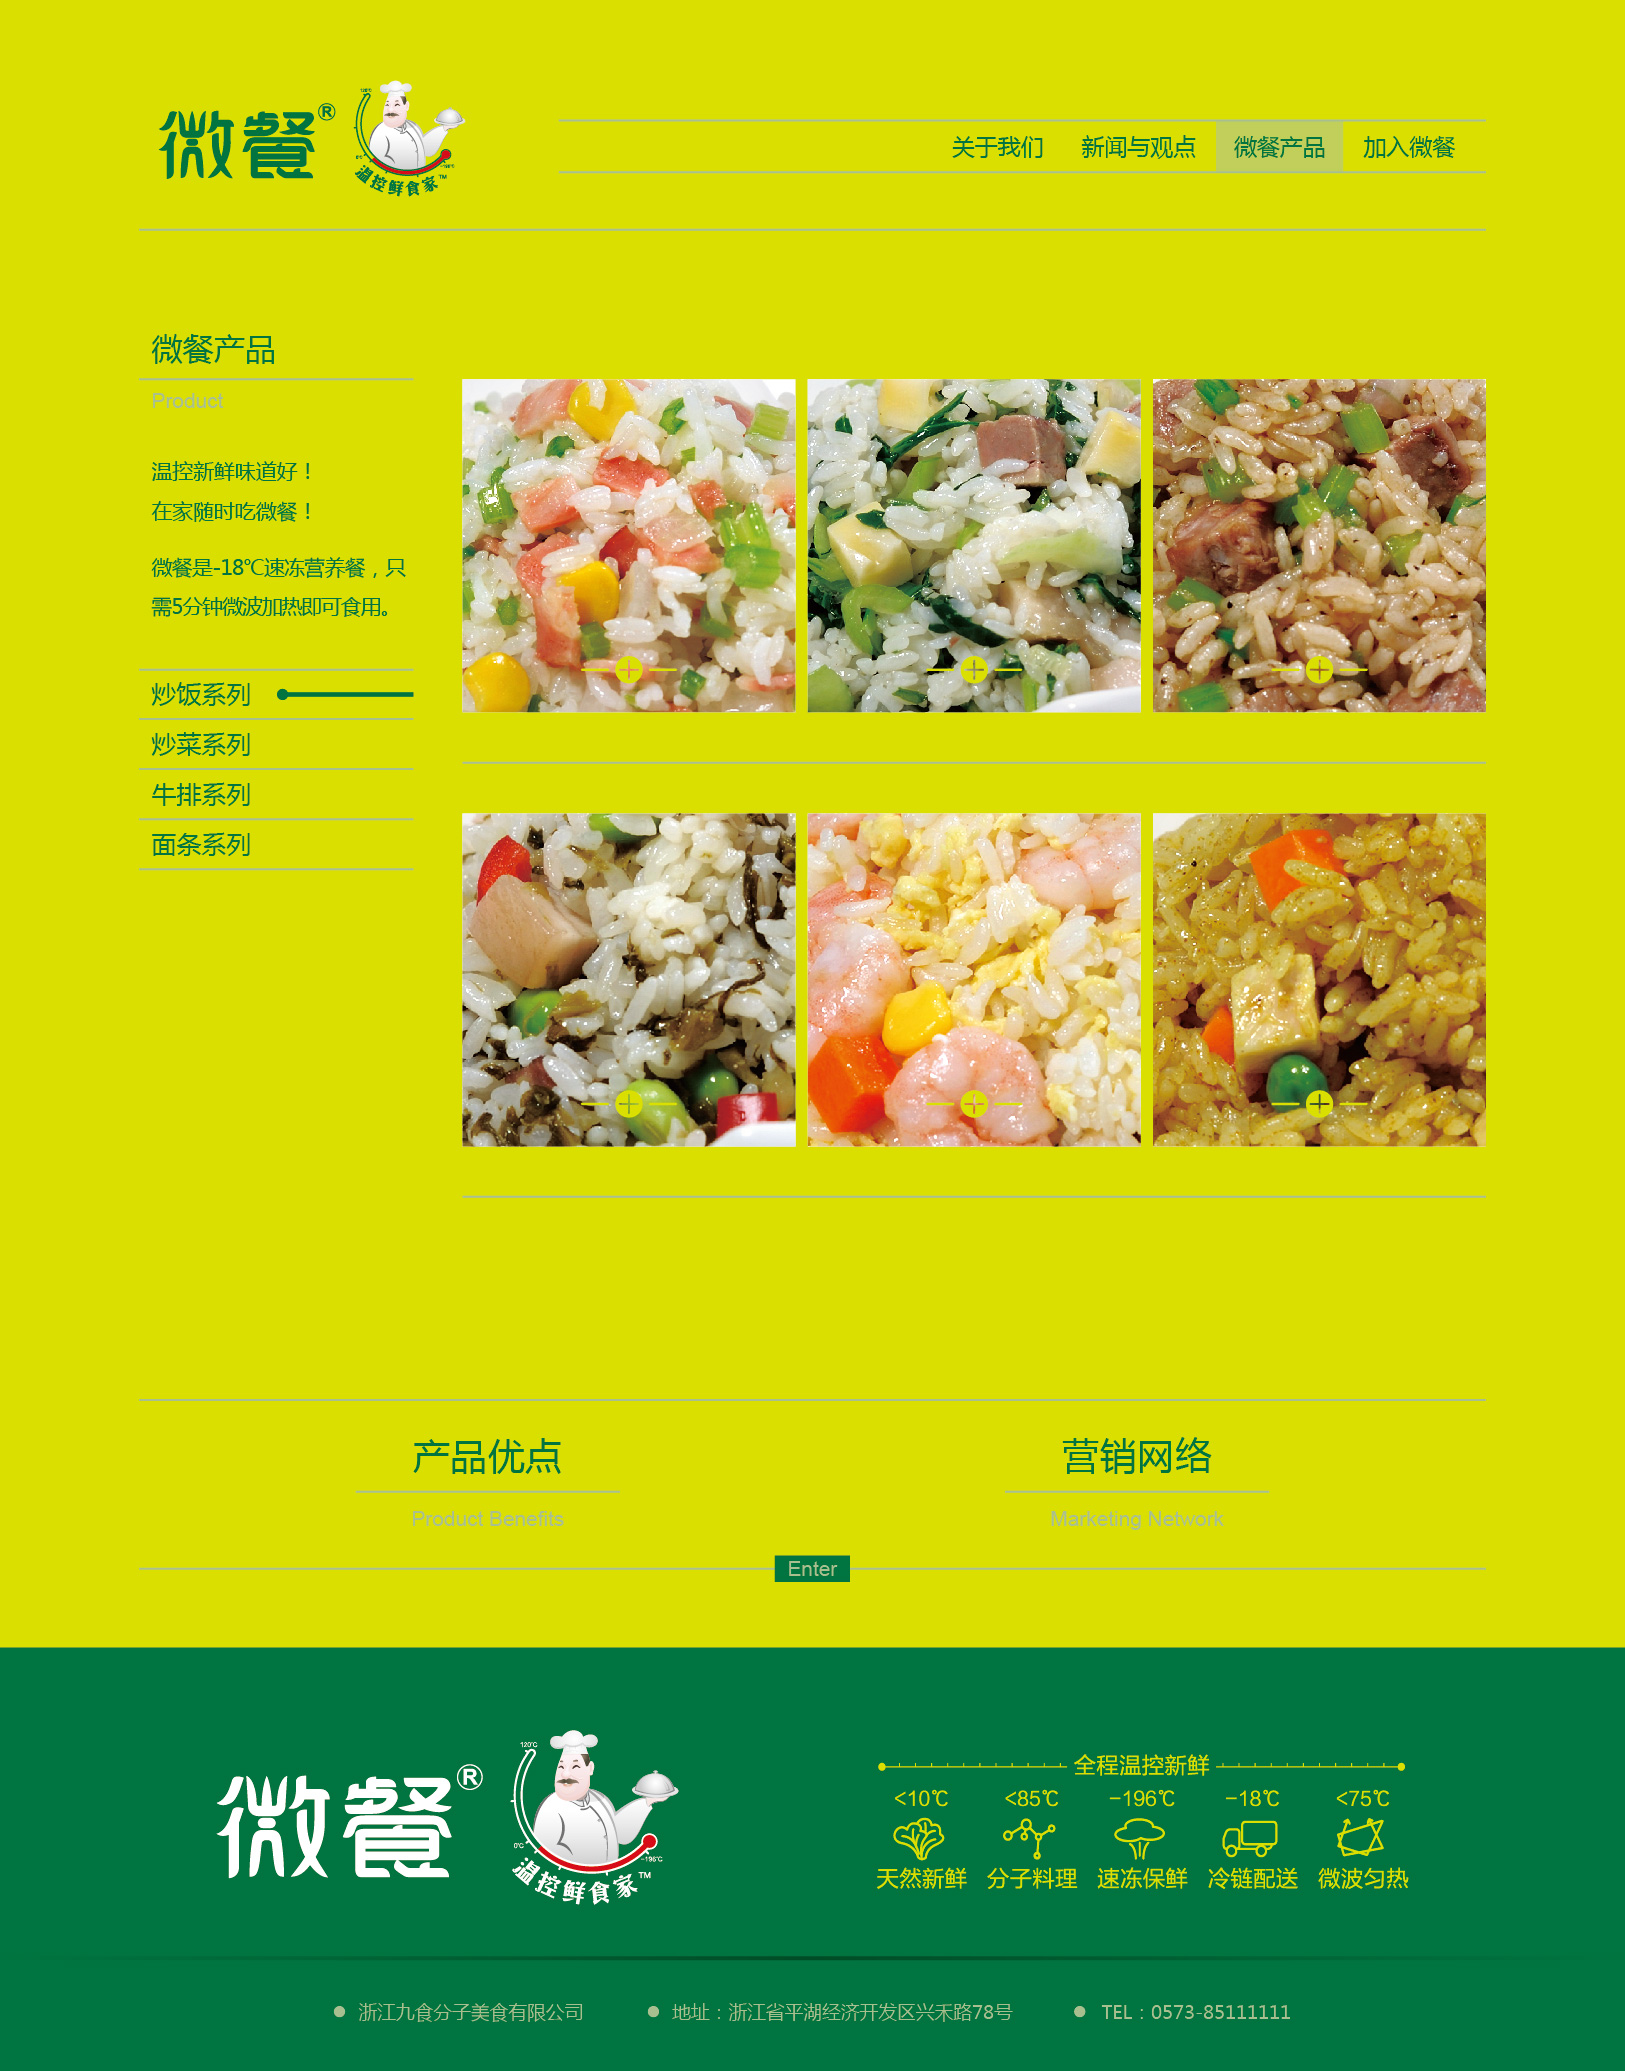 微餐®
120℃
0℃
-196℃
温控鲜食家™
关于我们 新闻与观点 微餐产品 加入微餐
微餐产品
Product
温控新鲜味道好！
在家随时吃微餐！
微餐是-18℃速冻营养餐，只
需5分钟微波加热即可食用。
炒饭系列
炒菜系列
牛排系列
面条系列
产品优点
Product Benefits
营销网络
Marketing Network
Enter
微餐®
120℃
0℃
-196℃
温控鲜食家™
全程温控新鲜
<10℃ <85℃ -196℃ -18℃ <75℃
天然新鲜 分子料理 速冻保鲜 冷链配送 微波匀热
浙江九食分子美食有限公司 地址：浙江省平湖经济开发区兴禾路78号 TEL：0573-85111111